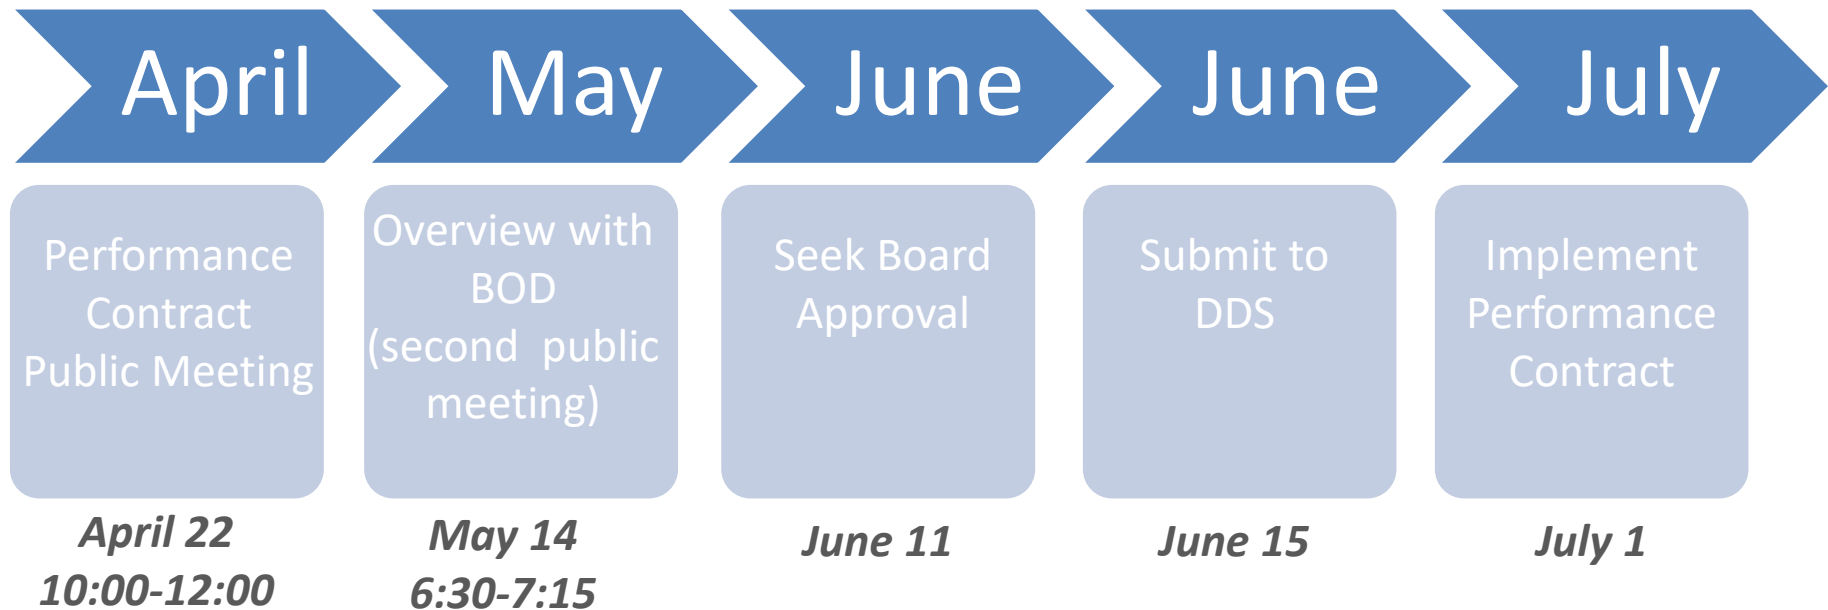 April
May
June
June
July
Performance
Contract
Public Meeting
Overview with
BOD
(second  public
meeting)
Seek Board
Approval
Submit to
DDS
Implement
Performance
Contract
April 22
10:00-12:00
May 14
6:30-7:15
June 11
June 15
July 1